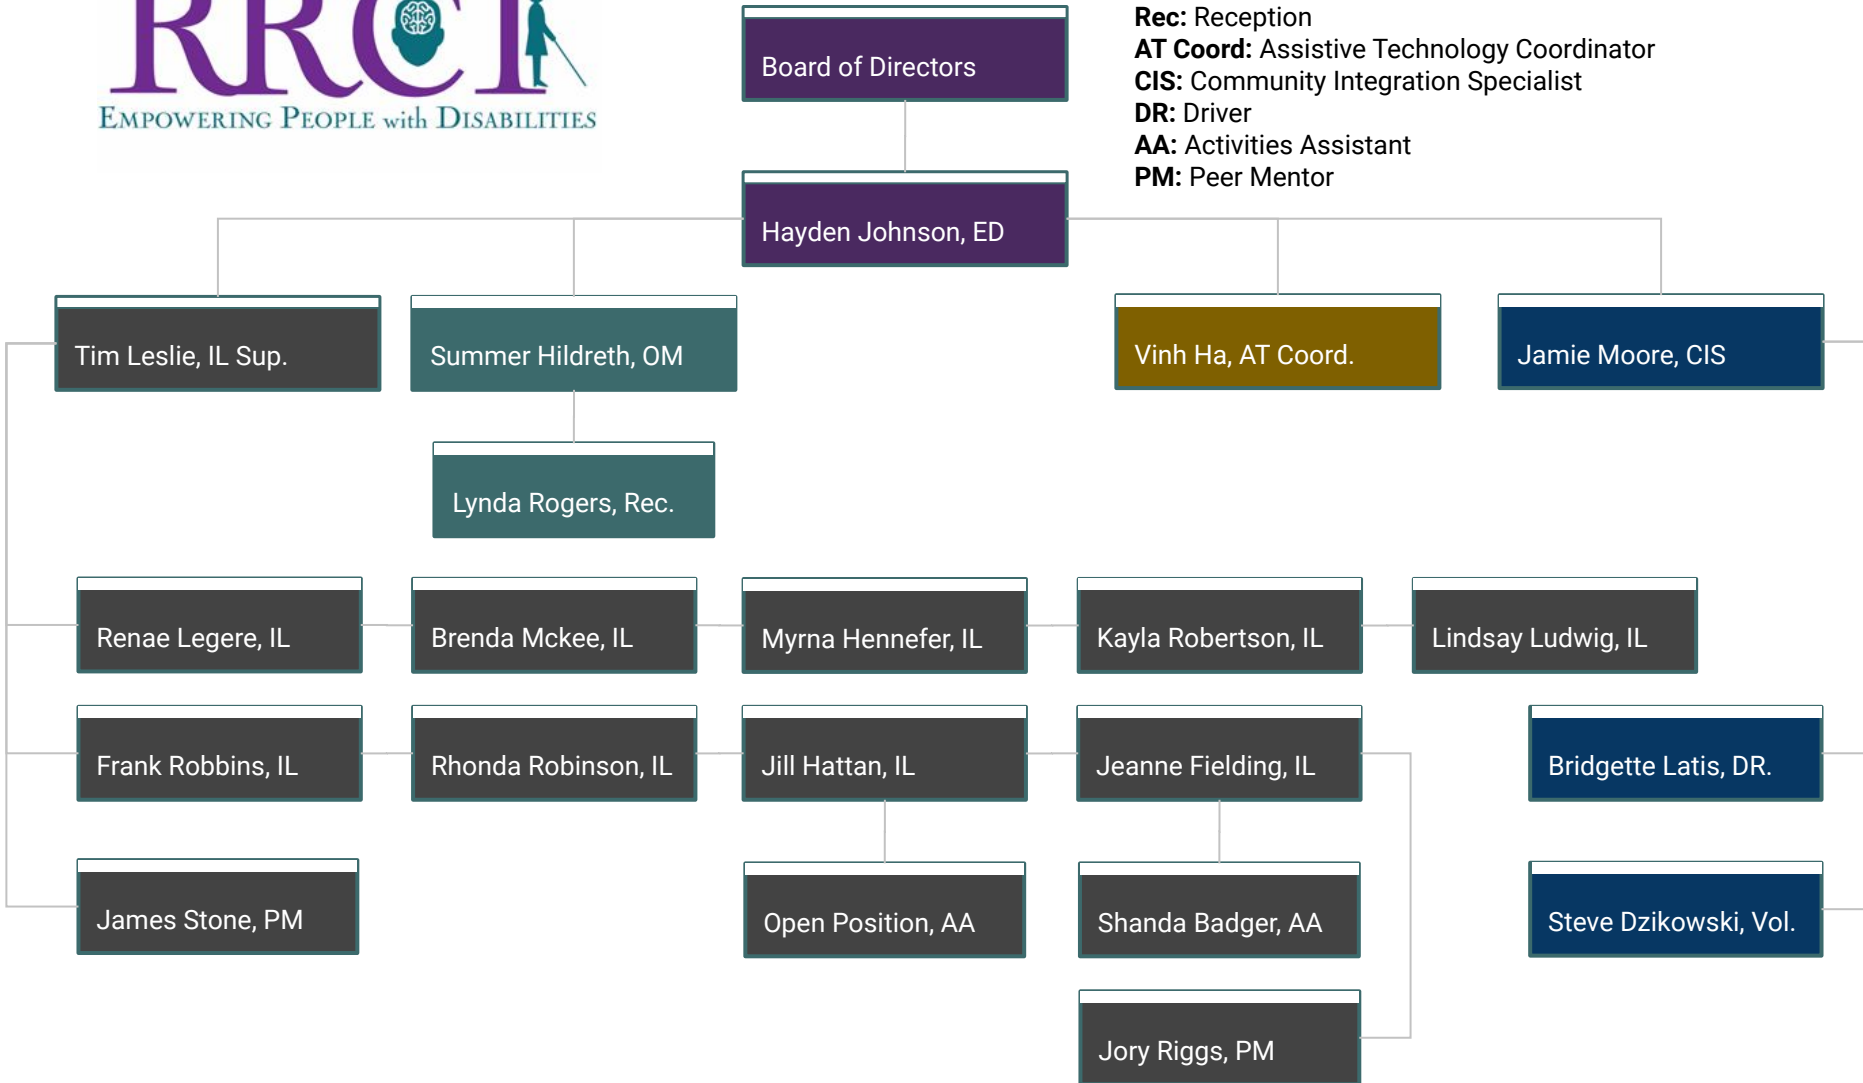 RRCI
EMPOWERING PEOPLE with DISABILITIES
Rec: Reception
AT Coord: Assistive Technology Coordinator
CIS: Community Integration Specialist
DR: Driver
AA: Activities Assistant
PM: Peer Mentor
Board of Directors
Hayden Johnson, ED
Tim Leslie, IL Sup.
Summer Hildreth, OM
Vinh Ha, AT Coord.
Jamie Moore, CIS
Lynda Rogers, Rec.
Renae Legere, IL
Brenda Mckee, IL
Myrna Hennefer, IL
Kayla Robertson, IL
Lindsay Ludwig, IL
Frank Robbins, IL
Rhonda Robinson, IL
Jill Hattan, IL
Jeanne Fielding, IL
Bridgette Latis, DR.
James Stone, PM
Open Position, AA
Shanda Badger, AA
Steve Dzikowski, Vol.
Jory Riggs, PM